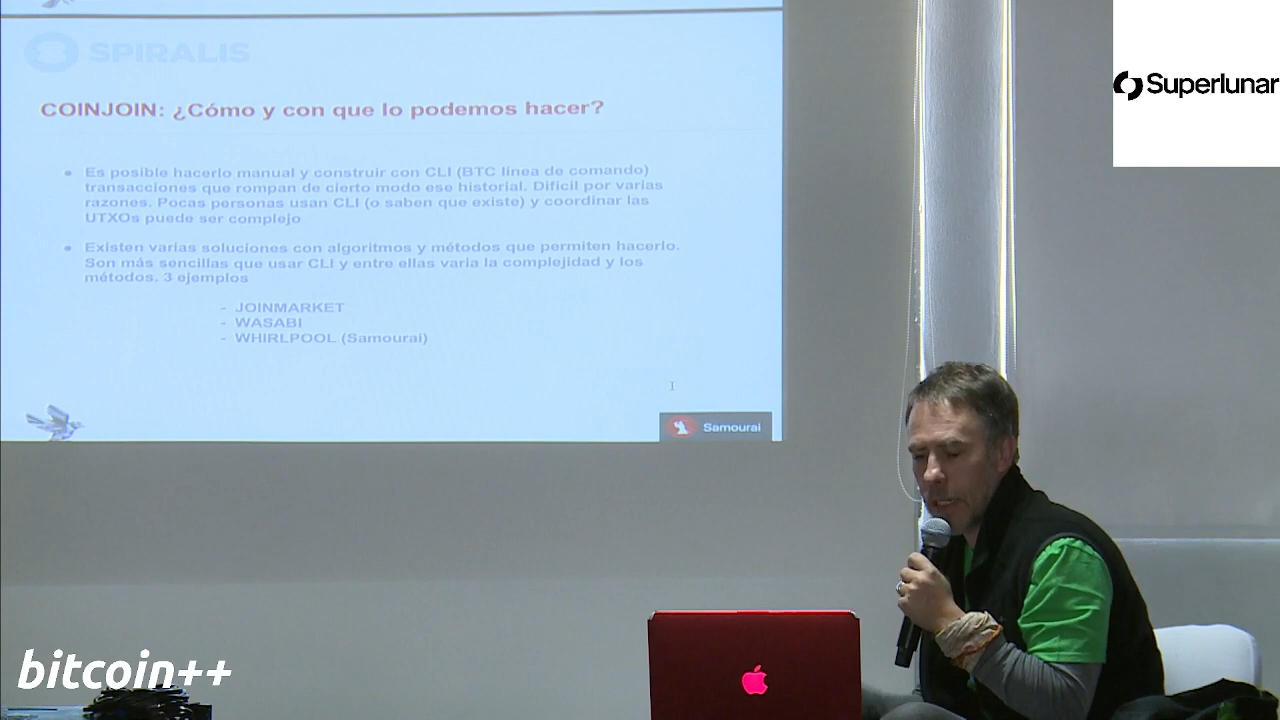 SPIRALIS
Superlunar
COINJOIN: ¿Cómo y con que lo podemos hacer?
Es posible hacerlo manual y construir con CLI (BTC línea de comando)
transacciones que rompan de cierto modo ese historial. Difícil por varias
razones. Pocas personas usan CLI (o saben que existe) y coordinar las
UTXOs puede ser complejo
Existen varias soluciones con algoritmos y métodos que permiten hacerlo.
Son más sencillas que usar CLI y entre ellas varia la complejidad y los
métodos. 3 ejemplos
- JOINMARKET
- WASABI
- WHIRLPOOL (Samourai)
Samourai
bitcoin++